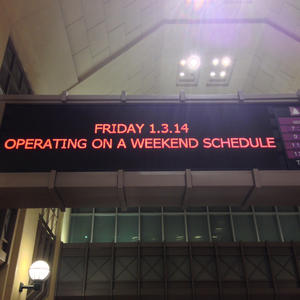 FRIDAY 1.3.14
OPERATING ON A WEEKEND SCHEDULE